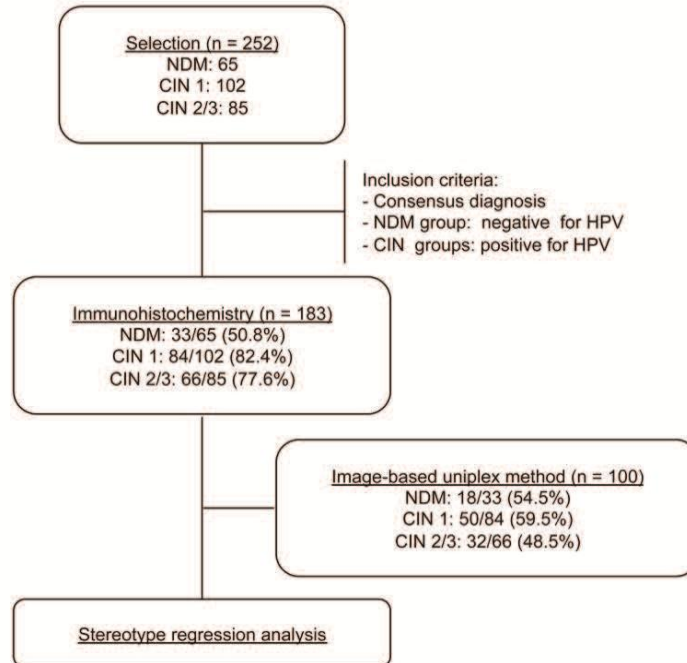 Selection (n = 252)
NDM: 65
CIN 1: 102
CIN 2/3: 85
Inclusion criteria:
- Consensus diagnosis
- NDM group: negative for HPV
- CIN groups: positive for HPV
Immunohistochemistry (n = 183)
NDM: 33/65 (50.8%)
CIN 1: 84/102 (82.4%)
CIN 2/3: 66/85 (77.6%)
Image-based uniplex method (n = 100)
NDM: 18/33 (54.5%)
CIN 1: 50/84 (59.5%)
CIN 2/3: 32/66 (48.5%)
Stereotype regression analysis